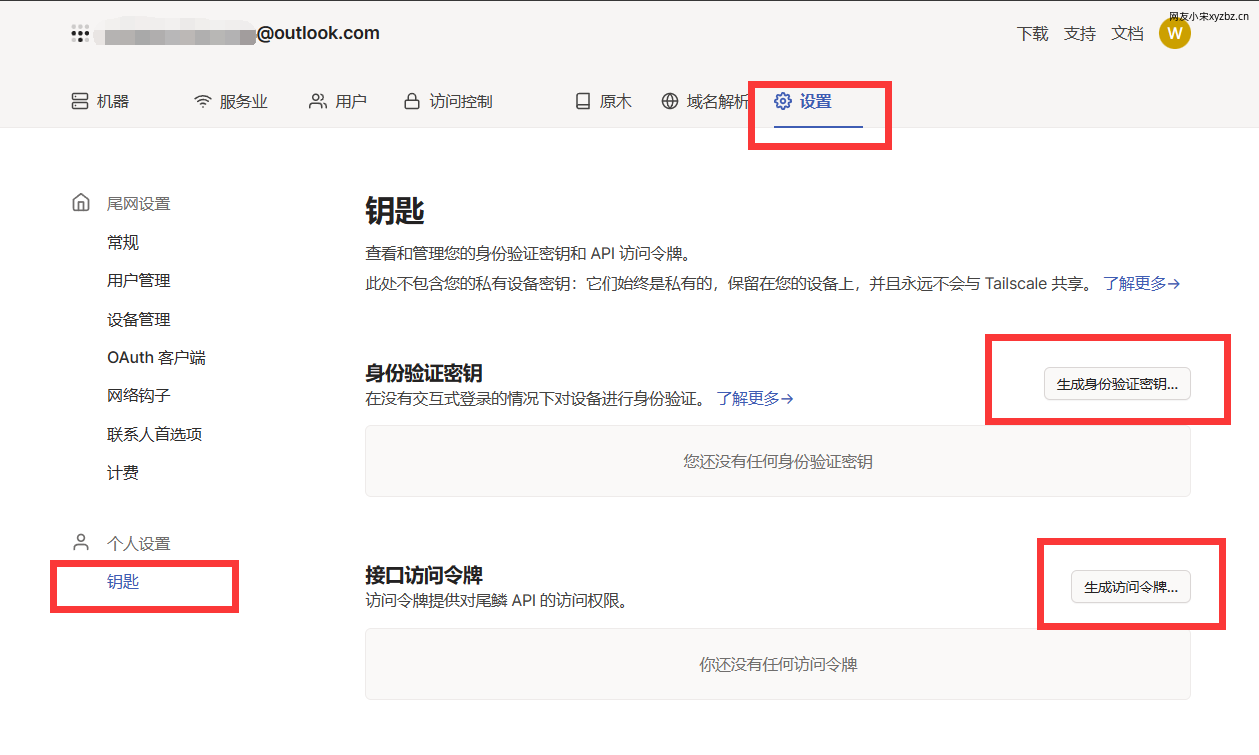 网友小宋xyzbz.cn
@outlook.com
下载 支持 文档 W
机器 服务业 用户 访问控制 原木 域名解析 设置
尾网设置
常规
用户管理
设备管理
OAuth 客户端
网络钩子
联系人首选项
计费
个人设置
钥匙
钥匙
查看和管理您的身份验证密钥和 API 访问令牌。
此处不包含您的私有设备密钥：它们始终是私有的，保留在您的设备上，并且永远不会与 Tailscale 共享。 了解更多→
身份验证密钥
在没有交互式登录的情况下对设备进行身份验证。 了解更多→
生成身份验证密钥...
您还没有任何身份验证密钥
接口访问令牌
访问令牌提供对尾鳞 API 的访问权限。
生成访问令牌...
你还没有任何访问令牌